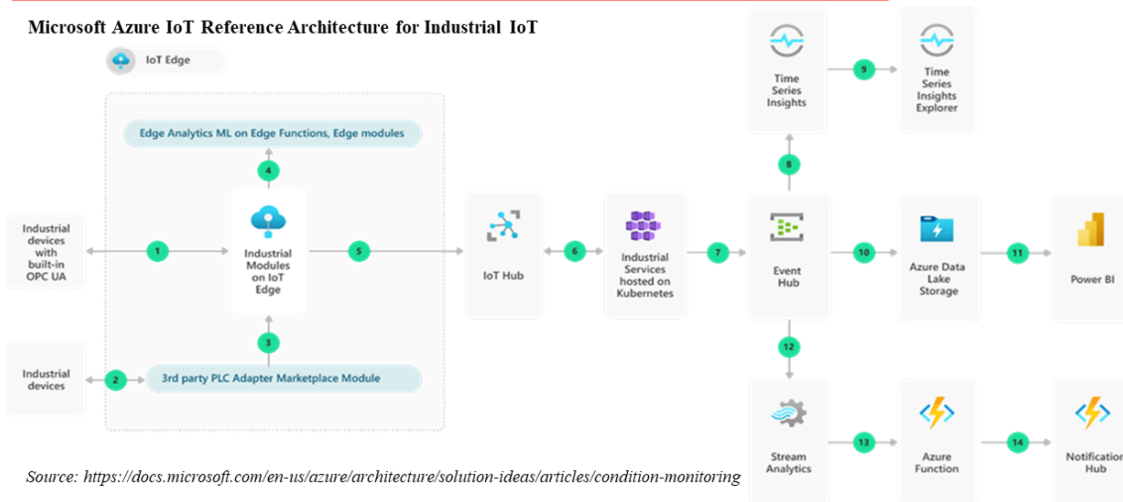 Microsoft Azure IoT Reference Architecture for Industrial IoT
IoT Edge
Edge Analytics ML on Edge Functions, Edge modules
4
Industrial
devices
with
built-in
OPC UA
1
Industrial
Modules
on IoT
Edge
5
IoT Hub
6
Industrial
Services
hosted on
Kubernetes
7
Event
Hub
8
Time
Series
Insights
9
Time
Series
Insights
Explorer
10
Azure Data
Lake
Storage
11
Power BI
3
Industrial
devices
2
3rd party PLC Adapter Marketplace Module
12
Stream
Analytics
13
Azure
Function
14
Notification
Hub
Source: https://docs.microsoft.com/en-us/azure/architecture/solution-ideas/articles/condition-monitoring